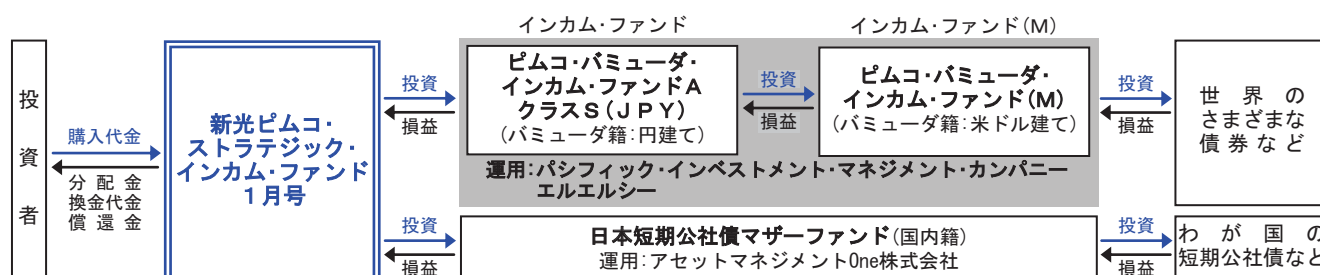 インカム・ファンド
インカム・ファンド(M)
投資者
購入代金
分配金
換金代金
償還金
新光ピムコ・
ストラテジック・
インカム・ファンド
1月号
投資
損益
ピムコ・バミューダ・
インカム・ファンドA
クラスS(JPY)
(バミューダ籍:円建て)
投資
損益
ピムコ・バミューダ・
インカム・ファンド(M)
(バミューダ籍:米ドル建て)
運用:パシフィック・インベストメント・マネジメント・カンパニー
エルエルシー
投資
損益
世界の
さまざまな
債券など
投資
損益
日本短期公社債マザーファンド(国内籍)
運用:アセットマネジメントOne株式会社
投資
損益
わが国の
短期公社債など